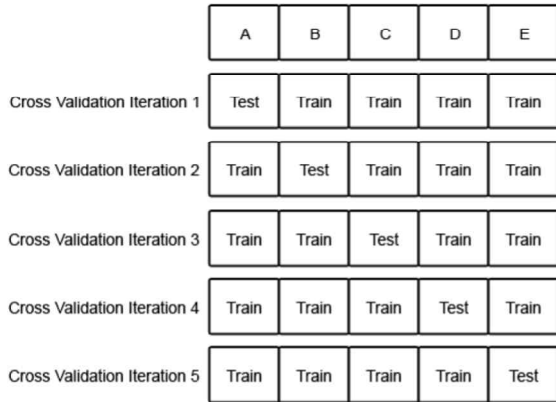 A B C D E
Cross Validation Iteration 1 Test Train Train Train Train
Cross Validation Iteration 2 Train Test Train Train Train
Cross Validation Iteration 3 Train Train Test Train Train
Cross Validation Iteration 4 Train Train Train Test Train
Cross Validation Iteration 5 Train Train Train Train Test